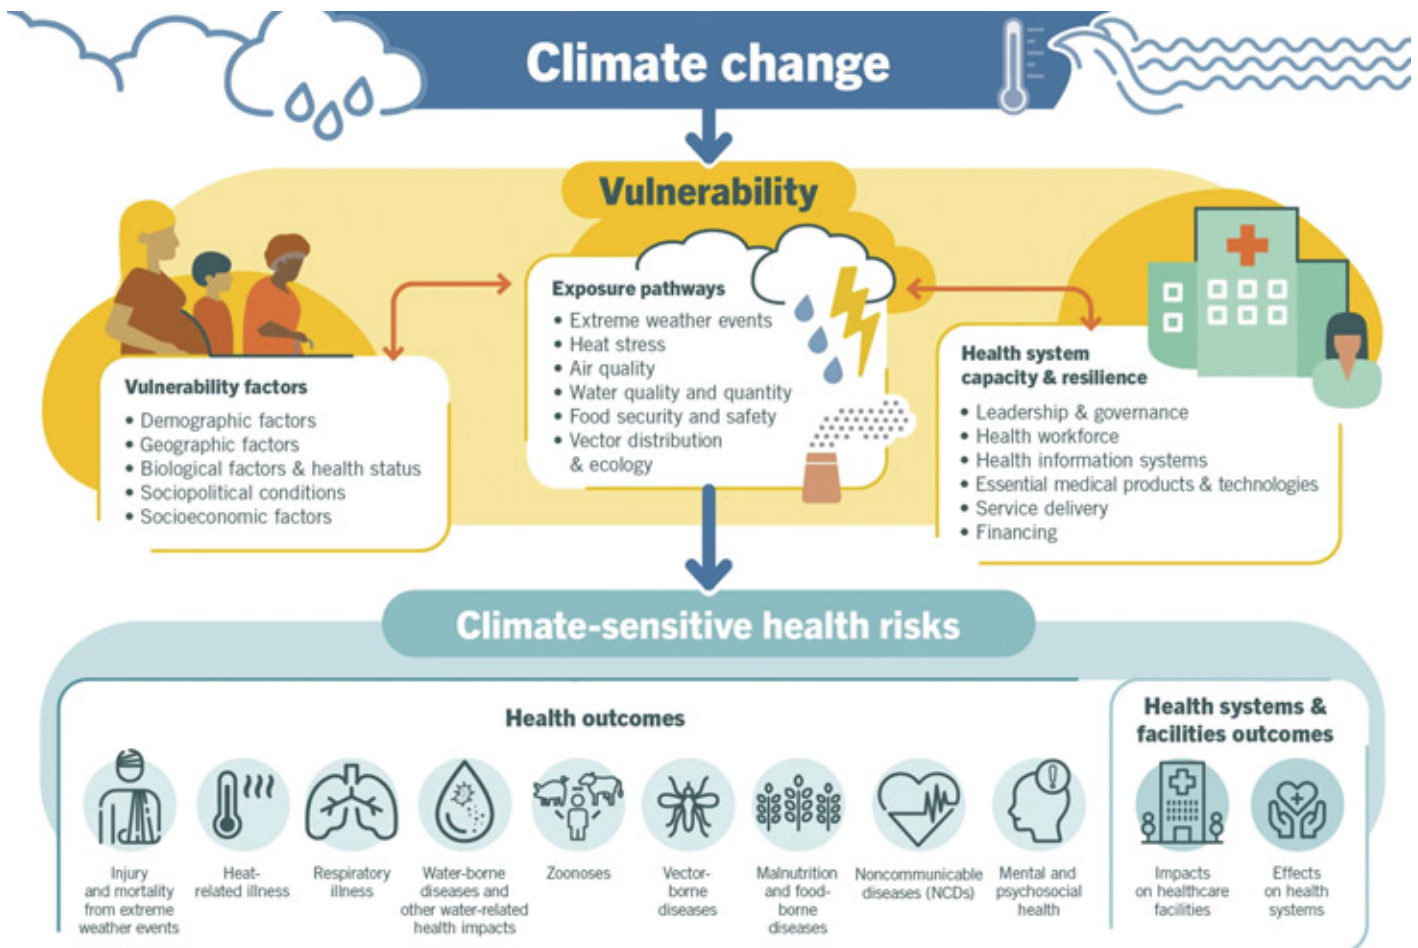 Climate change
Vulnerability
Vulnerability factors
• Demographic factors
• Geographic factors
• Biological factors & health status
• Sociopolitical conditions
• Socioeconomic factors
Exposure pathways
• Extreme weather events
• Heat stress
• Air quality
• Water quality and quantity
• Food security and safety
• Vector distribution
& ecology
Health system
capacity & resilience
• Leadership & governance
• Health workforce
• Health information systems
• Essential medical products & technologies
• Service delivery
• Financing
Climate-sensitive health risks
Health outcomes
Injury
and mortality
from extreme
weather events
Heat-
related illness
Respiratory
illness
Water-borne
diseases and
other water-related
health impacts
Zoonoses
Vector-
borne
diseases
Malnutrition
and food-
borne
diseases
Noncommunicable
diseases (NCDs)
Mental and
psychosocial
health
Health systems &
facilities outcomes
Impacts
on healthcare
facilities
Effects
on health
systems